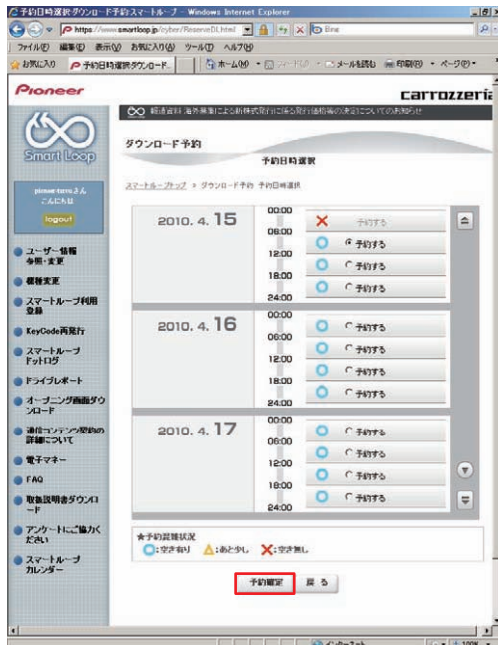 予約日時選択 ダウンロード予約 スマートループ - Windows Internet Explorer
https://www.smartloop.jp/cyber/ReserveDL.html
Bing
ファイル(F) 編集(E) 表示(V) お気に入り(A) ツール(T) ヘルプ(H)
お気に入り
予約日時選択 ダウンロード...
ホーム(M)
メールを読む
印刷(R)
ページ(P)
Pioneer
carrozzeria
Smart Loop
さん
こんにちは
logout
ユーザー情報
参照・変更
機種変更
スマートループ利用
登録
KeyCode再発行
スマートループ
ドットログ
ドライブレポート
オープニング画面ダウ
ンロード
通信コンテンツ契約の
詳細について
電子マネー
FAQ
取扱説明書ダウンロ
ード
アンケートにご協力く
ださい
スマートループ
カレンダー
報道資料 海外募集による新株式発行に係る発行価格等の決定についてのお知らせ
ダウンロード予約
予約日時選択
スマートループトップ > ダウンロード予約 予約日時選択
2010. 4. 15
00:00
予約する
06:00
予約する
12:00
予約する
18:00
予約する
24:00
2010. 4. 16
00:00
予約する
06:00
予約する
12:00
予約する
18:00
予約する
24:00
2010. 4. 17
00:00
予約する
06:00
予約する
12:00
予約する
18:00
予約する
24:00
★予約混雑状況
:空き有り :あと少し :空き無し
予約確定 戻る
インターネット
100%